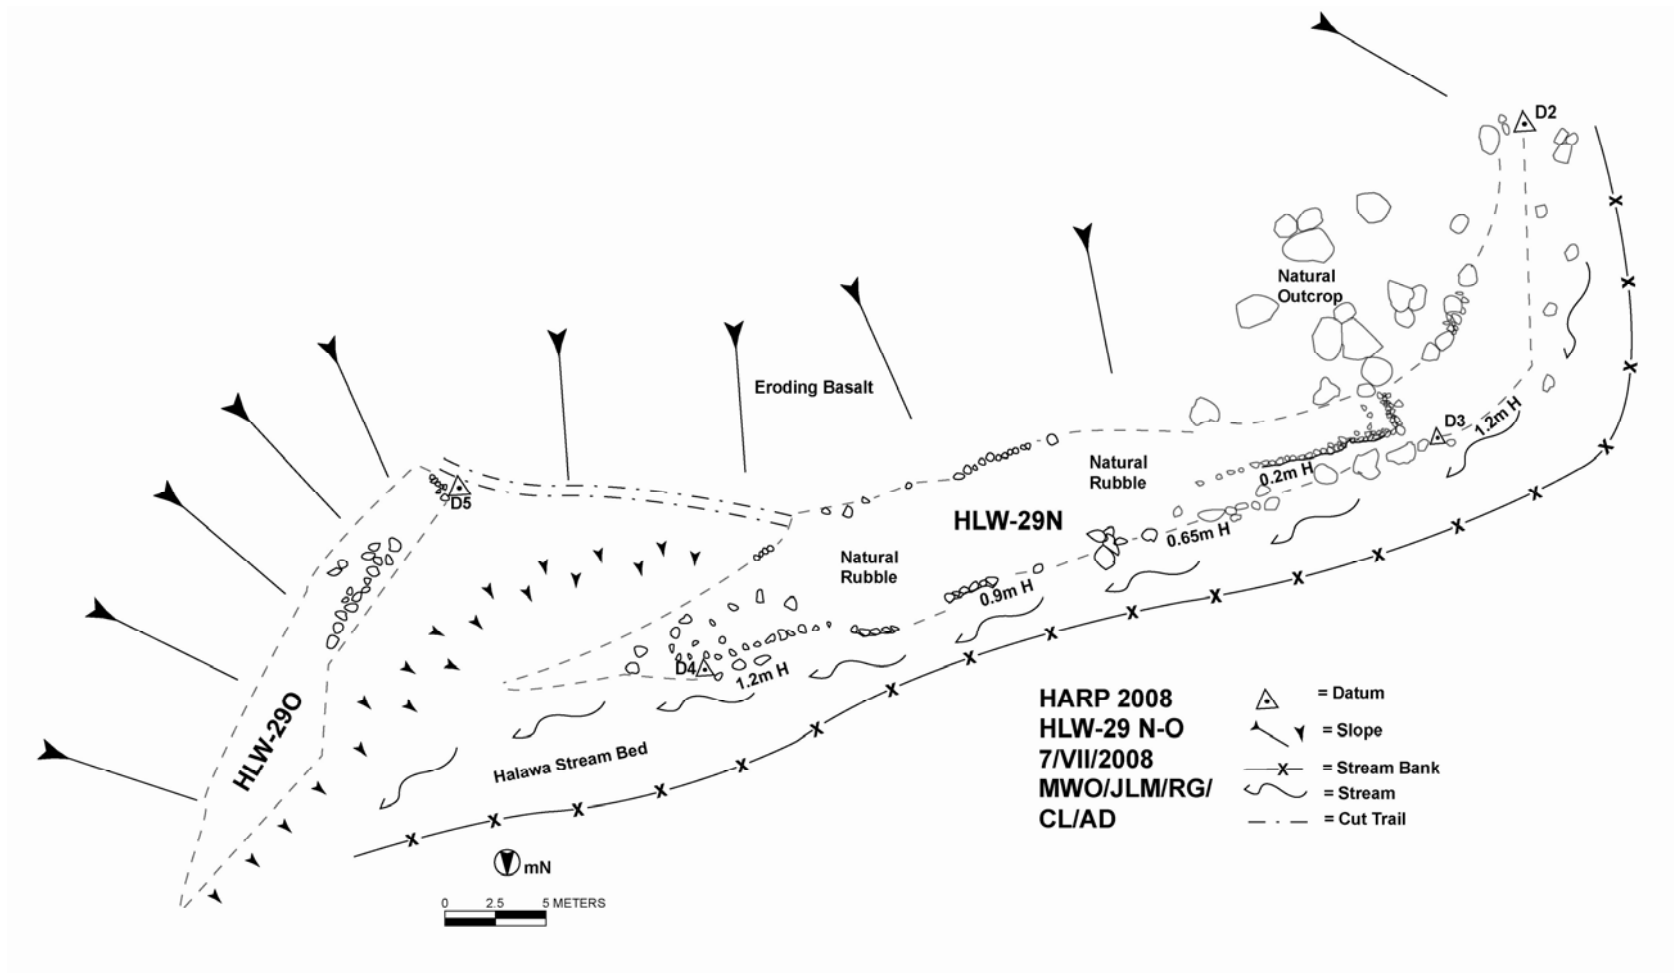 D2
Natural
Outcrop
Eroding Basalt
D3
1.2m H
Natural
Rubble
0.2m H
D5
HLW-29N
0.65m H
Natural
Rubble
0.9m H
D4
1.2m H
HLW-29O
Halawa Stream Bed
HARP 2008
HLW-29 N-O
7/VII/2008
MWO/JLM/RG/
CL/AD
= Datum
= Slope
x = Stream Bank
= Stream
= Cut Trail
mN
0 2.5 5 METERS
x x x x x x x x x x x x x x x x x x x x